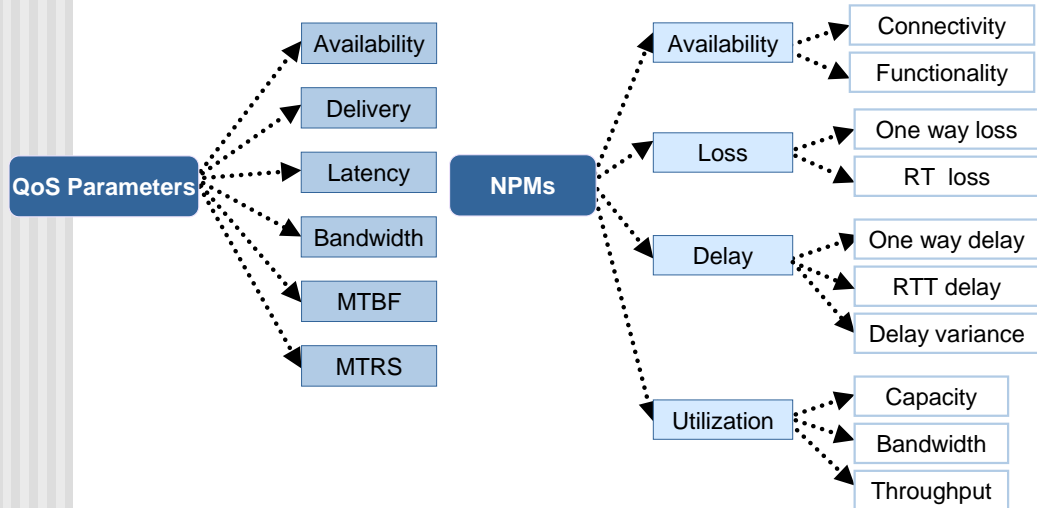 QoS Parameters
Availability
Delivery
Latency
Bandwidth
MTBF
MTRS
NPMs
Availability
Connectivity
Functionality
Loss
One way loss
RT loss
Delay
One way delay
RTT delay
Delay variance
Utilization
Capacity
Bandwidth
Throughput